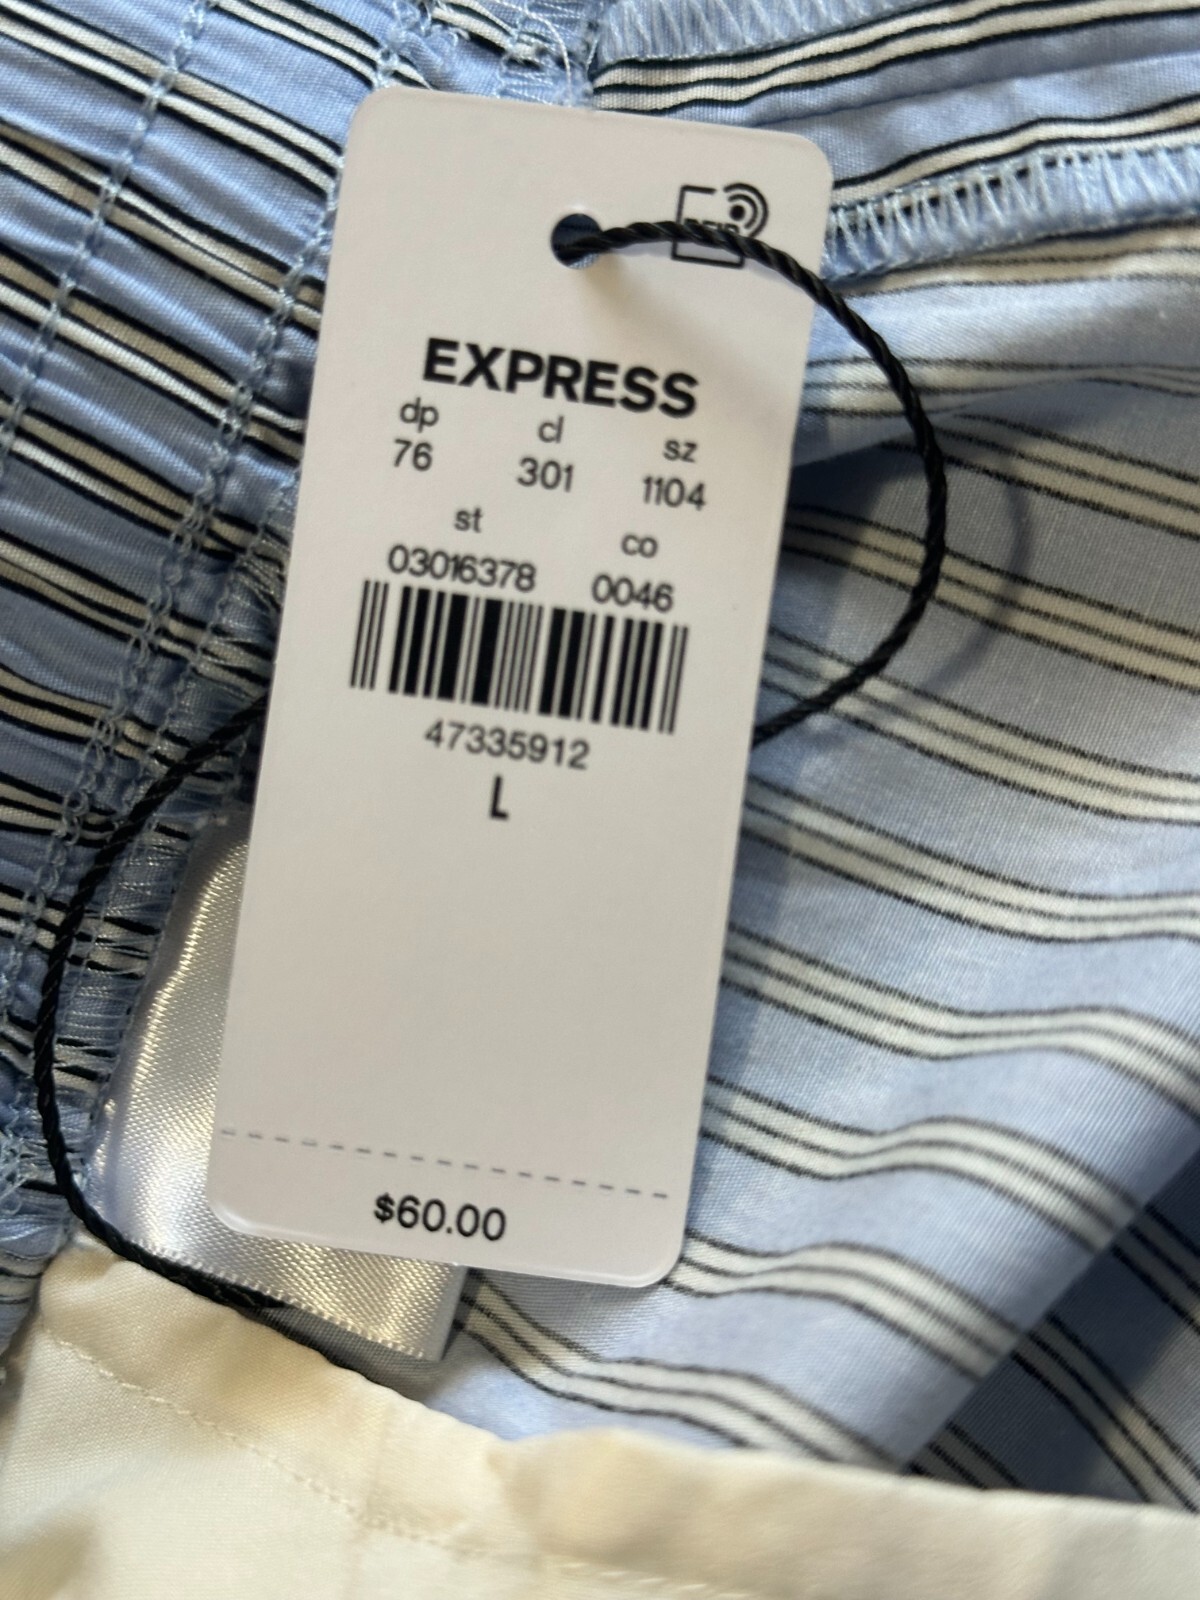 EXPRESS
dp cl sz
76 301 1104
st co
03016378 0046
47335912
L
$60.00